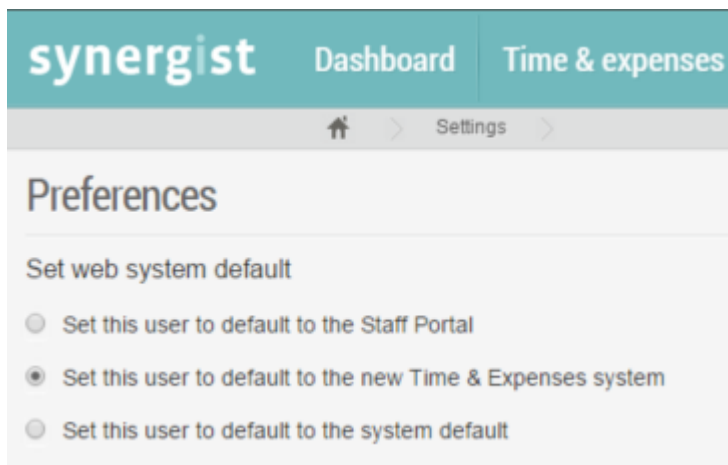 synergist Dashboard Time & expenses
Settings
Preferences
Set web system default
Set this user to default to the Staff Portal
Set this user to default to the new Time & Expenses system
Set this user to default to the system default